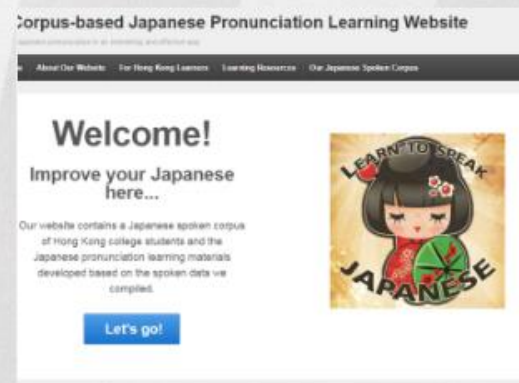 Corpus-based Japanese Pronunciation Learning Website
About Our Website For Hong Kong Learners Learning Resources Our Japanese Spoken Corpus
Welcome!
Improve your Japanese
here...
Our website contains a Japanese spoken corpus
of Hong Kong college students and the
Japanese pronunciation learning materials
developed based on the spoken data we
compiled.
Let's go!
LEARN TO SPEAK
JAPANESE